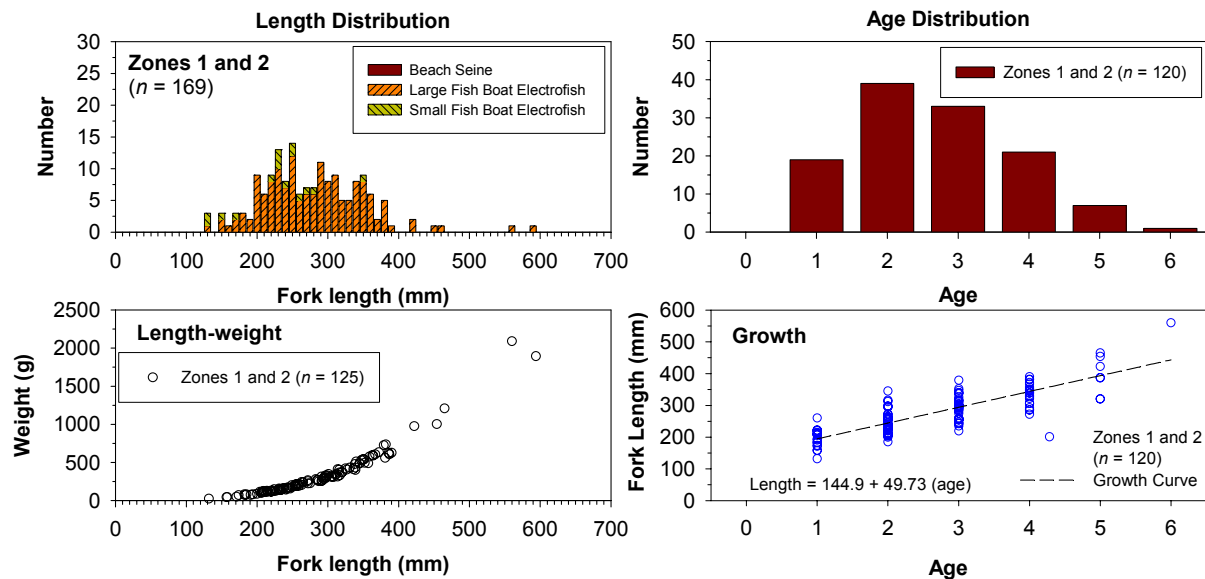 Length Distribution
30
25
20
15
10
5
0
Number
Zones 1 and 2
(n = 169)
Beach Seine
Large Fish Boat Electrofish
Small Fish Boat Electrofish
0 100 200 300 400 500 600 700
Fork length (mm)
Age Distribution
50
40
30
20
10
0
Number
Zones 1 and 2 (n = 120)
0 1 2 3 4 5 6
Age
2500
2000
1500
1000
500
0
Weight (g)
Length-weight
Zones 1 and 2 (n = 125)
0 100 200 300 400 500 600 700
Fork length (mm)
600
500
400
300
200
100
0
Fork Length (mm)
Growth
Zones 1 and 2
(n = 120)
Growth Curve
Length = 144.9 + 49.73 (age)
0 1 2 3 4 5 6
Age